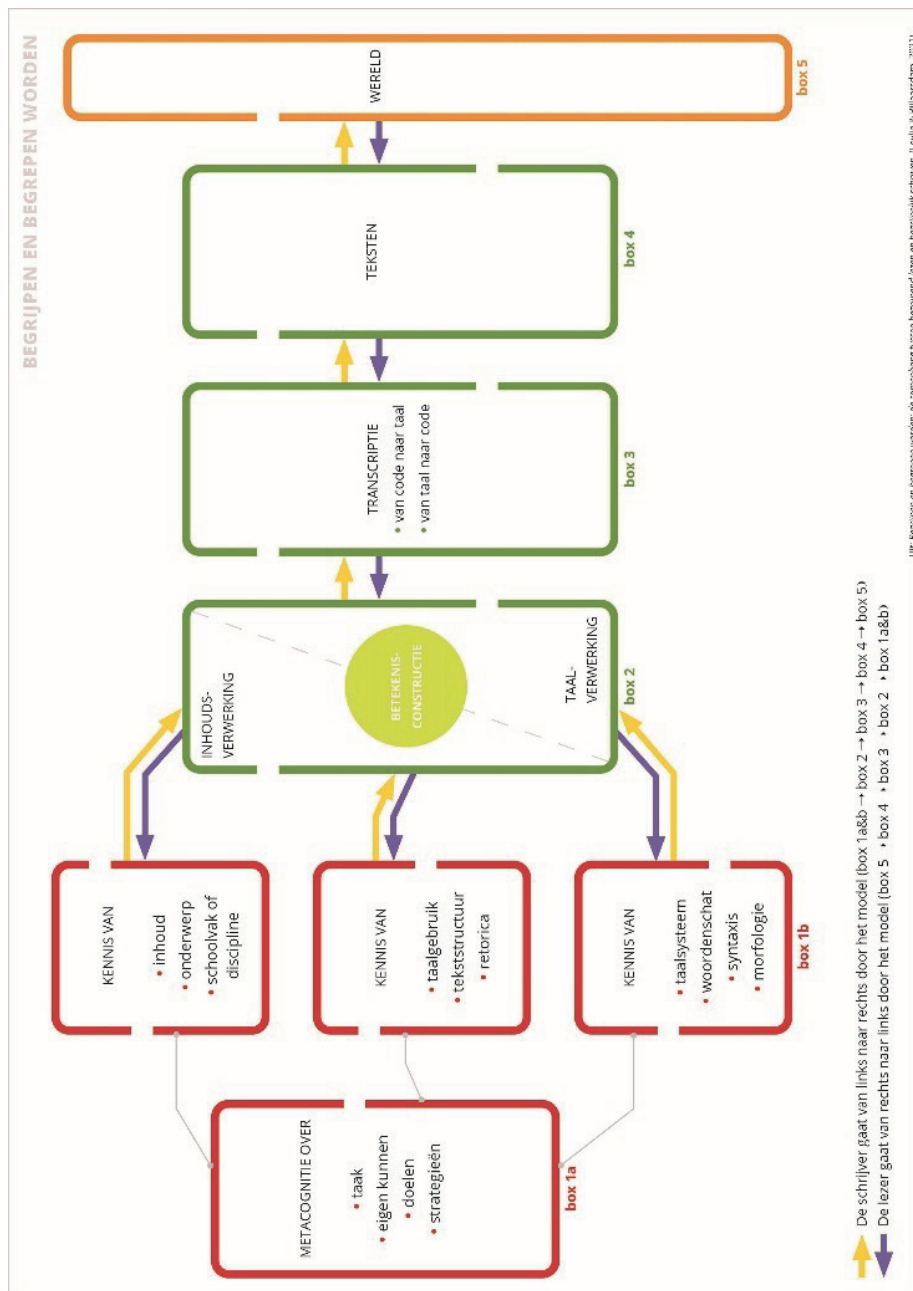 BEGRIJPEN EN BEGREPEN WORDEN
METACOGNITIE OVER
• taak
• eigen kunnen
• doelen
• strategieën
box 1a
KENNIS VAN
• inhoud
• onderwerp
• schoolvak of
discipline
KENNIS VAN
• taalgebruik
• tekststructuur
• retorica
KENNIS VAN
• taalsysteem
• woordenschat
• syntaxis
• morfologie
box 1b
INHOUDS-
VERWERKING
BETEKENIS-
CONSTRUCTIE
TAAL-
VERWERKING
box 2
TRANSCRIPTIE
• van code naar taal
• van taal naar code
box 3
TEKSTEN
box 4
WERELD
box 5
De schrijver gaat van links naar rechts door het model (box 1a&b → box 2 → box 3 → box 4 → box 5)
De lezer gaat van rechts naar links door het model (box 5 → box 4 → box 3 → box 2 → box 1a&b)